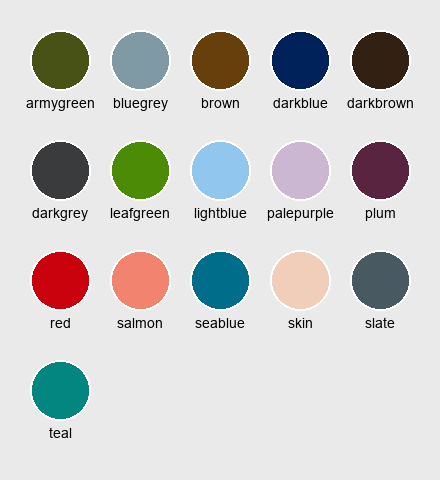 armygreen bluegrey brown darkblue darkbrown
darkgrey leafgreen lightblue palepurple plum
red salmon seablue skin slate
teal